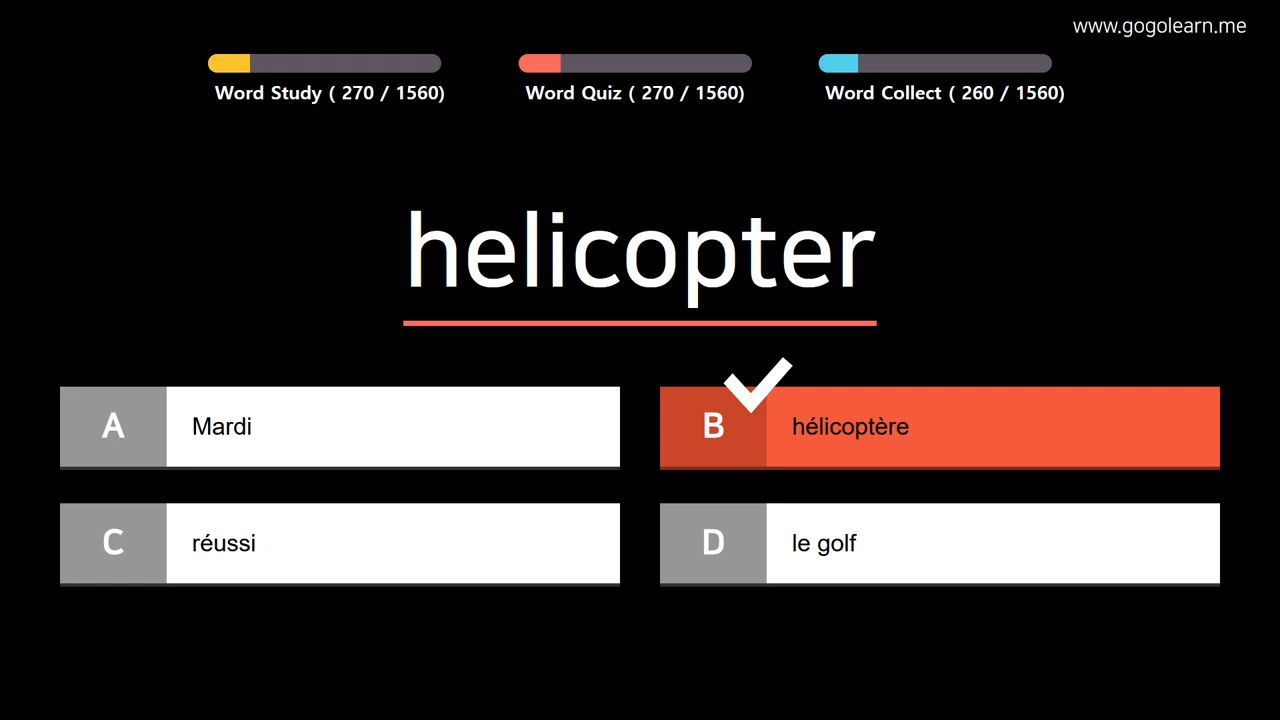 www.gogolearn.me
Word Study ( 270 / 1560)
Word Quiz ( 270 / 1560)
Word Collect ( 260 / 1560)
helicopter
A Mardi
B hélicoptère
C réussi
D le golf